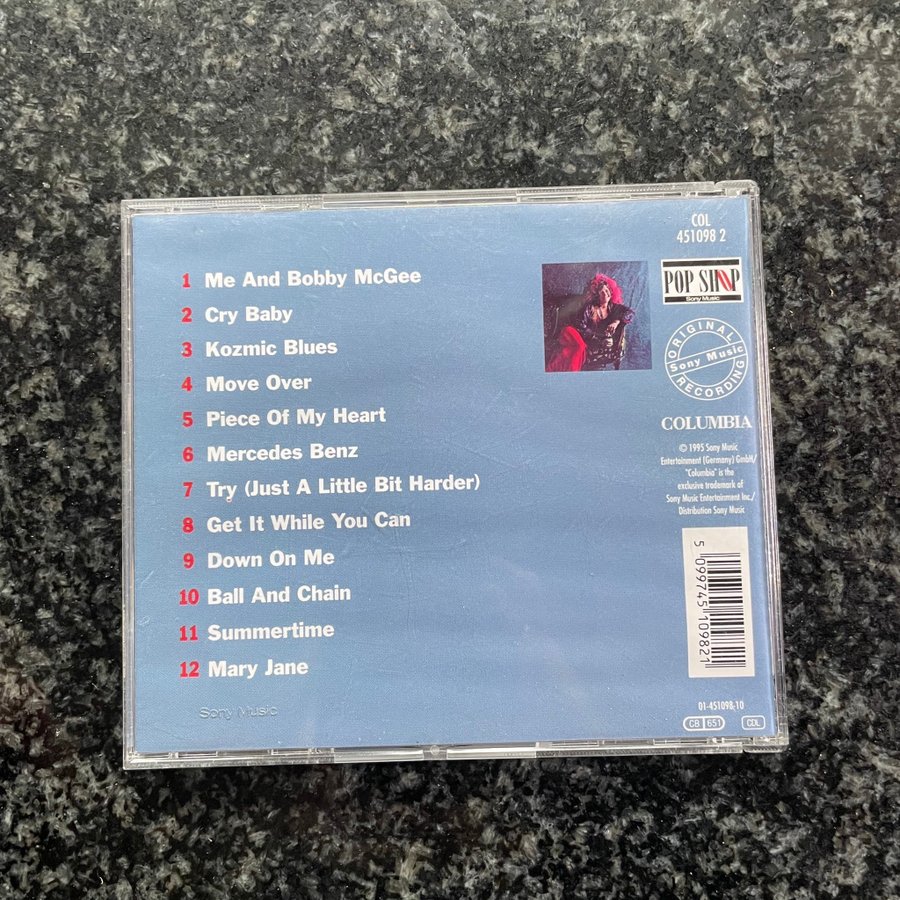 1 Me And Bobby McGee
2 Cry Baby
3 Kozmic Blues
4 Move Over
5 Piece Of My Heart
6 Mercedes Benz
7 Try (Just A Little Bit Harder)
8 Get It While You Can
9 Down On Me
10 Ball And Chain
11 Summertime
12 Mary Jane
Sony Music
COL
451098 2
POP SHOP
Sony Music
ORIGINAL
Sony Music
RECORDING
COLUMBIA
© 1995 Sony Music
Entertainment (Germany) GmbH/
"Columbia" is the
exclusive trademark of
Sony Music Entertainment Inc./
Distribution Sony Music
5 099745 109821
01-451098-10
CB 651 CDL